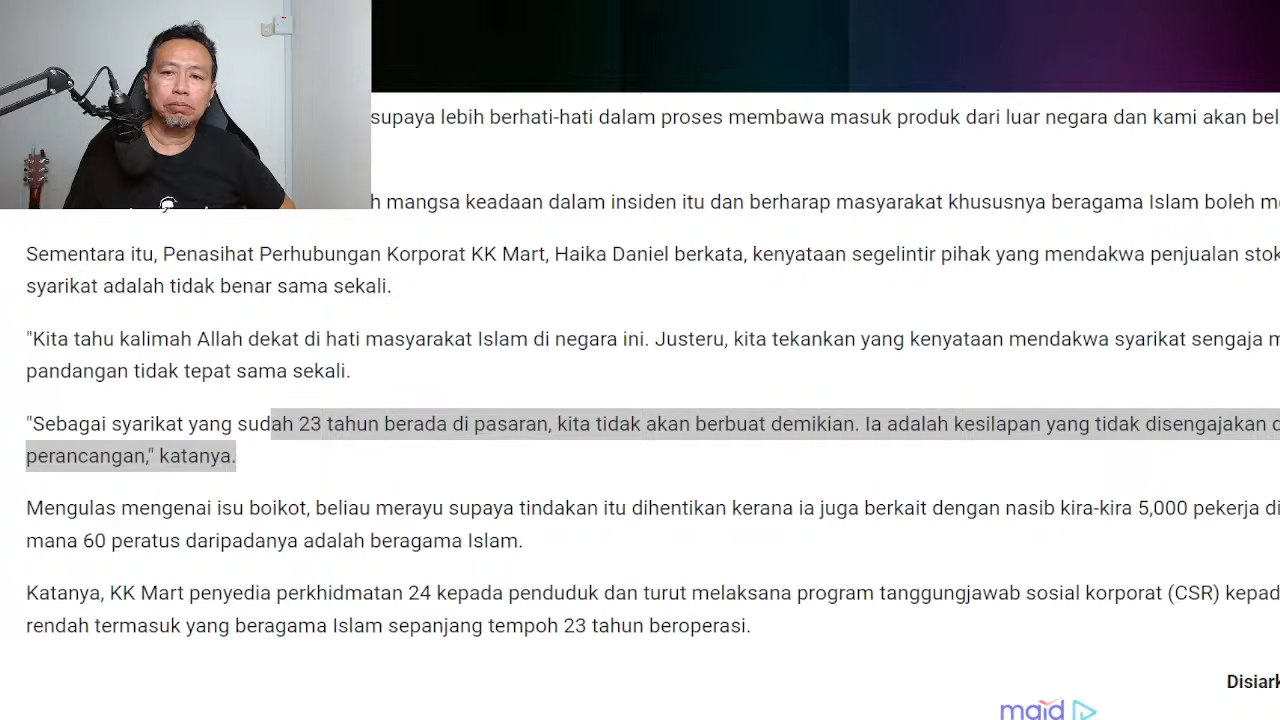 supaya lebih berhati-hati dalam proses membawa masuk produk dari luar negara dan kami akan bel
h mangsa keadaan dalam insiden itu dan berharap masyarakat khususnya beragama Islam boleh m
Sementara itu, Penasihat Perhubungan Korporat KK Mart, Haika Daniel berkata, kenyataan segelintir pihak yang mendakwa penjualan stok
syarikat adalah tidak benar sama sekali.
"Kita tahu kalimah Allah dekat di hati masyarakat Islam di negara ini. Justeru, kita tekankan yang kenyataan mendakwa syarikat sengaja m
pandangan tidak tepat sama sekali.
"Sebagai syarikat yang sudah 23 tahun berada di pasaran, kita tidak akan berbuat demikian. Ia adalah kesilapan yang tidak disengajakan d
perancangan," katanya.
Mengulas mengenai isu boikot, beliau merayu supaya tindakan itu dihentikan kerana ia juga berkait dengan nasib kira-kira 5,000 pekerja di
mana 60 peratus daripadanya adalah beragama Islam.
Katanya, KK Mart penyedia perkhidmatan 24 kepada penduduk dan turut melaksana program tanggungjawab sosial korporat (CSR) kepad
rendah termasuk yang beragama Islam sepanjang tempoh 23 tahun beroperasi.
Disiark
maid